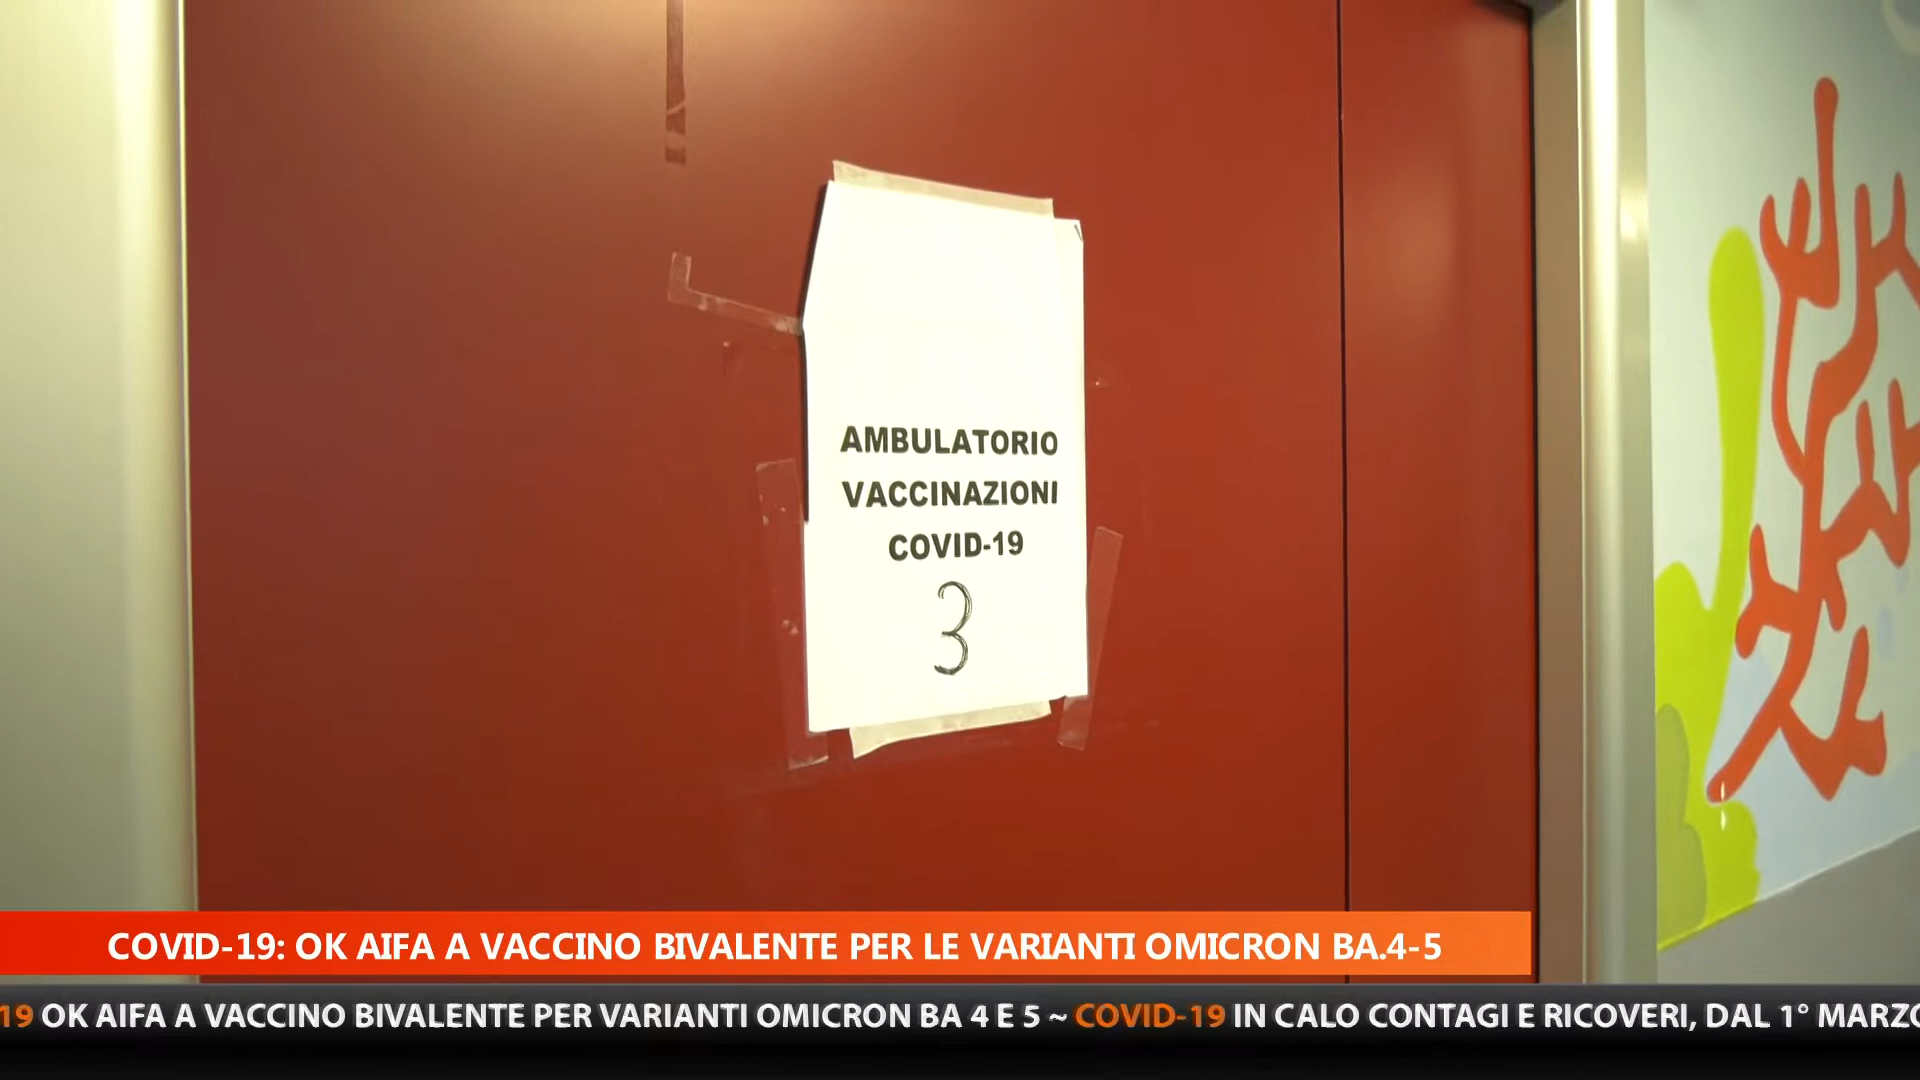 AMBULATORIO
VACCINAZIONI
COVID-19
3
COVID-19: OK AIFA A VACCINO BIVALENTE PER LE VARIANTI OMICRON BA.4-5
19 OK AIFA A VACCINO BIVALENTE PER VARIANTI OMICRON BA 4 E 5 ~ COVID-19 IN CALO CONTAGI E RICOVERI, DAL 1° MARZO